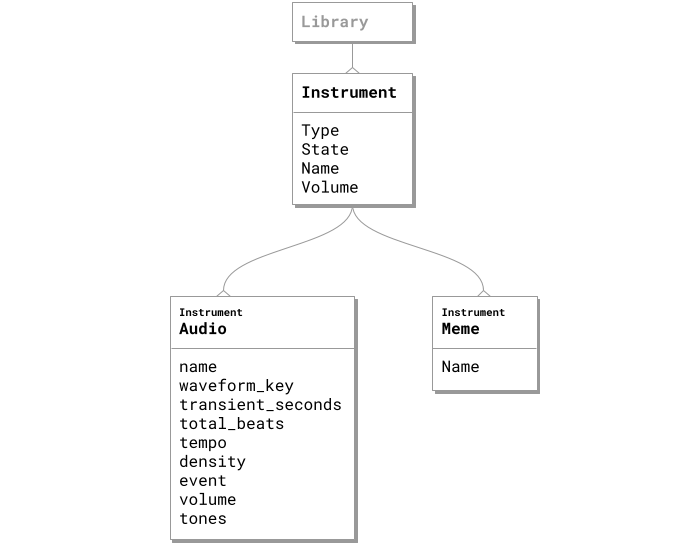 Library
Instrument
Type
State
Name
Volume
Instrument
Audio
name
waveform_key
transient_seconds
total_beats
tempo
density
event
volume
tones
Instrument
Meme
Name